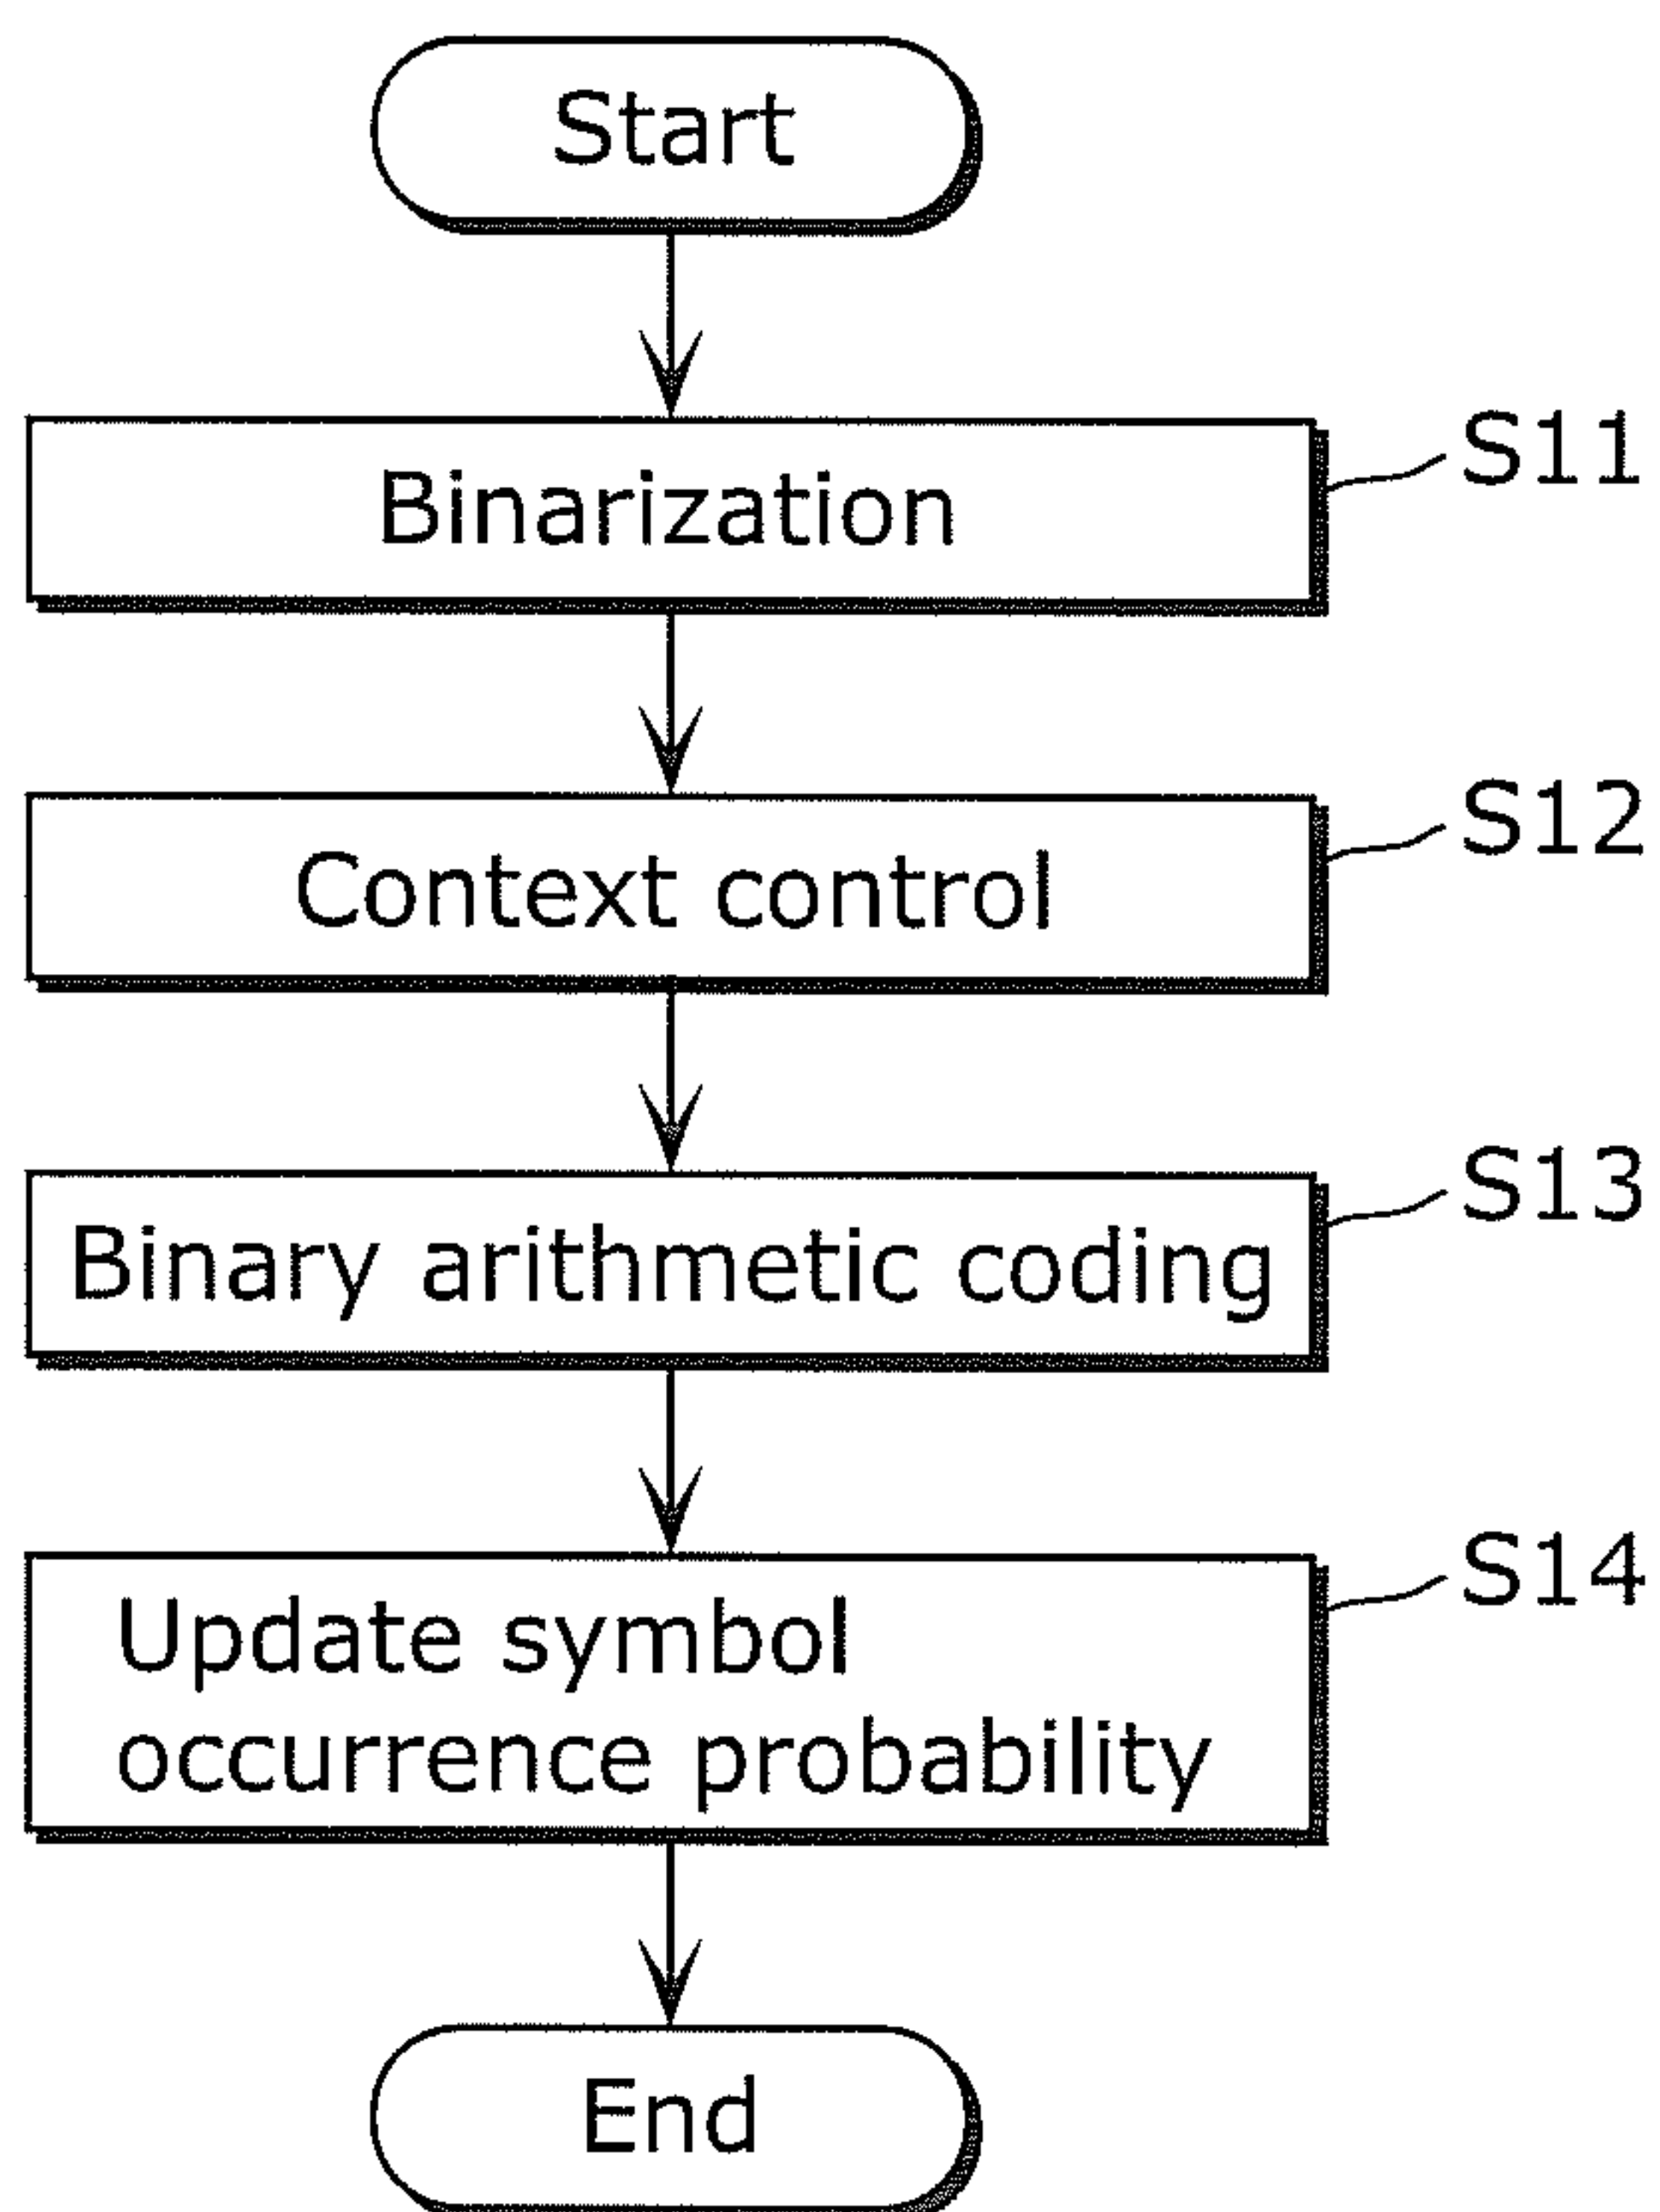 Start
Binarization
S11
Context control
S12
Binary arithmetic coding
S13
Update symbol
occurrence probability
S14
End